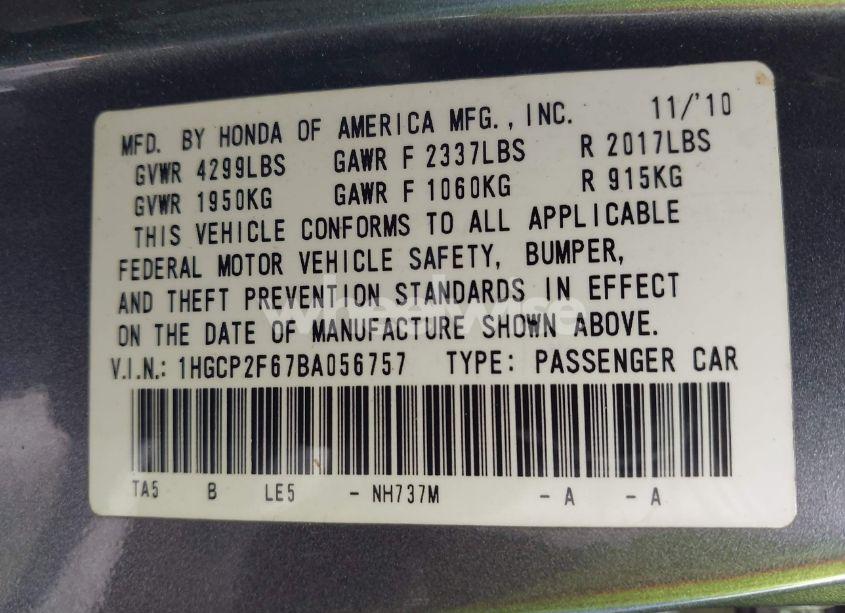 MFD. BY HONDA OF AMERICA MFG., INC. 11/'10
GVWR 4299LBS GAWR F 2337LBS R 2017LBS
GVWR 1950KG GAWR F 1060KG R 915KG
THIS VEHICLE CONFORMS TO ALL APPLICABLE
FEDERAL MOTOR VEHICLE SAFETY, BUMPER,
AND THEFT PREVENTION STANDARDS IN EFFECT
wheelwise
ON THE DATE OF MANUFACTURE SHOWN ABOVE.
V.I.N.: 1HGCP2F67BA056757 TYPE: PASSENGER CAR
TA5 B LE5 - NH737M - A - A